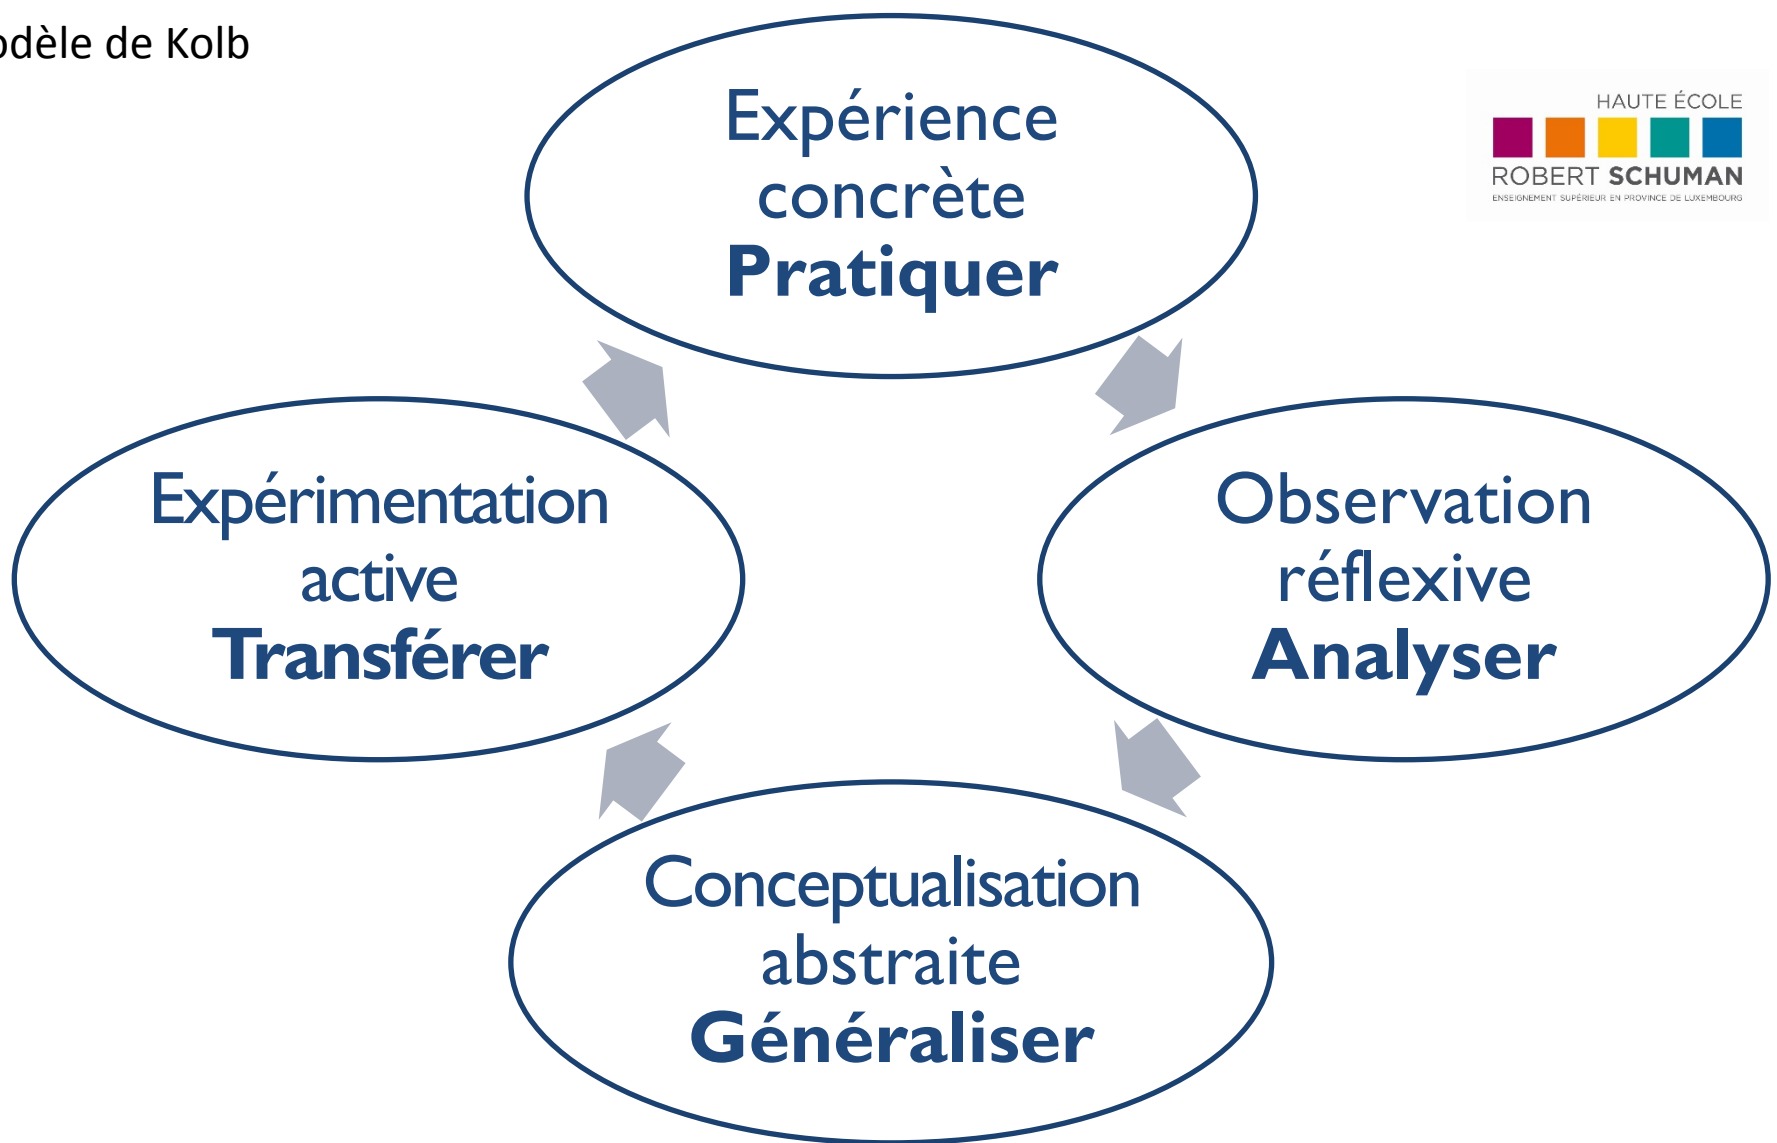 odèle de Kolb
HAUTE ÉCOLE
ROBERT SCHUMAN
ENSEIGNEMENT SUPÉRIEUR EN PROVINCE DE LUXEMBOURG
Expérience
concrète
Pratiquer
Observation
réflexive
Analyser
Conceptualisation
abstraite
Généraliser
Expérimentation
active
Transférer